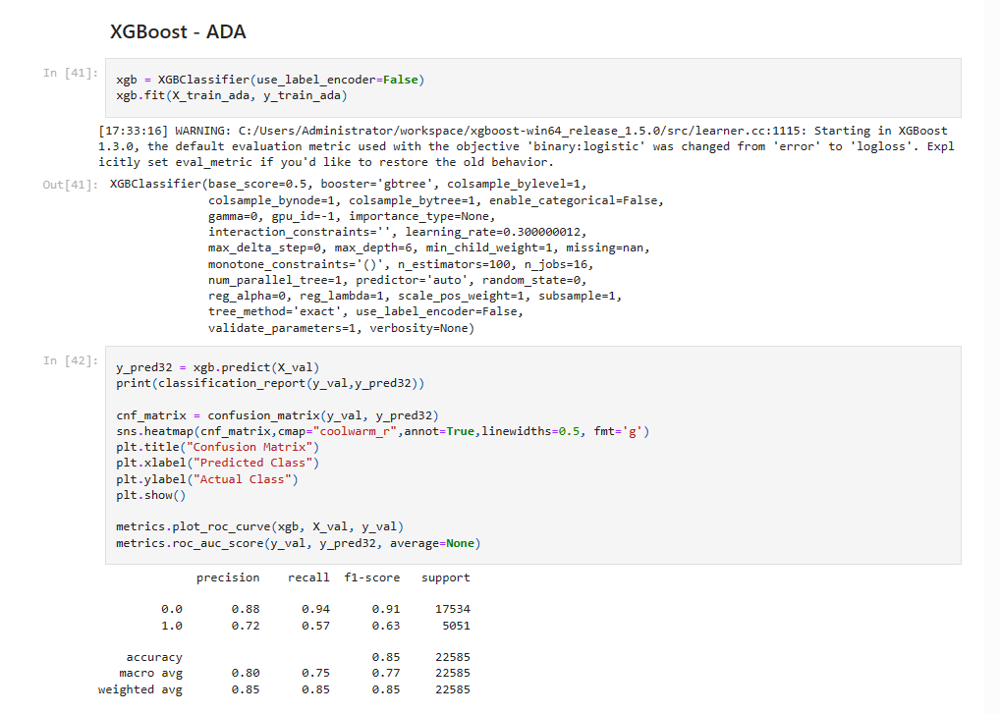 XGBoost - ADA
In [41]:
xgb = XGBClassifier(use_label_encoder=False)
xgb.fit(X_train_ada, y_train_ada)
[17:33:16] WARNING: C:/Users/Administrator/workspace/xgboost-win64_release_1.5.0/src/learner.cc:1115: Starting in XGBoost
1.3.0, the default evaluation metric used with the objective 'binary:logistic' was changed from 'error' to 'logloss'. Expl
icitly set eval_metric if you'd like to restore the old behavior.
Out[41]: XGBClassifier(base_score=0.5, booster='gbtree', colsample_bylevel=1,
colsample_bynode=1, colsample_bytree=1, enable_categorical=False,
gamma=0, gpu_id=-1, importance_type=None,
interaction_constraints='', learning_rate=0.300000012,
max_delta_step=0, max_depth=6, min_child_weight=1, missing=nan,
monotone_constraints='()', n_estimators=100, n_jobs=16,
num_parallel_tree=1, predictor='auto', random_state=0,
reg_alpha=0, reg_lambda=1, scale_pos_weight=1, subsample=1,
tree_method='exact', use_label_encoder=False,
validate_parameters=1, verbosity=None)
In [42]:
y_pred32 = xgb.predict(X_val)
print(classification_report(y_val,y_pred32))
cnf_matrix = confusion_matrix(y_val, y_pred32)
sns.heatmap(cnf_matrix,cmap="coolwarm_r",annot=True,linewidths=0.5, fmt='g')
plt.title("Confusion Matrix")
plt.xlabel("Predicted Class")
plt.ylabel("Actual Class")
plt.show()
metrics.plot_roc_curve(xgb, X_val, y_val)
metrics.roc_auc_score(y_val, y_pred32, average=None)
precision recall f1-score support
0.0 0.88 0.94 0.91 17534
1.0 0.72 0.57 0.63 5051
accuracy 0.85 22585
macro avg 0.80 0.75 0.77 22585
weighted avg 0.85 0.85 0.85 22585